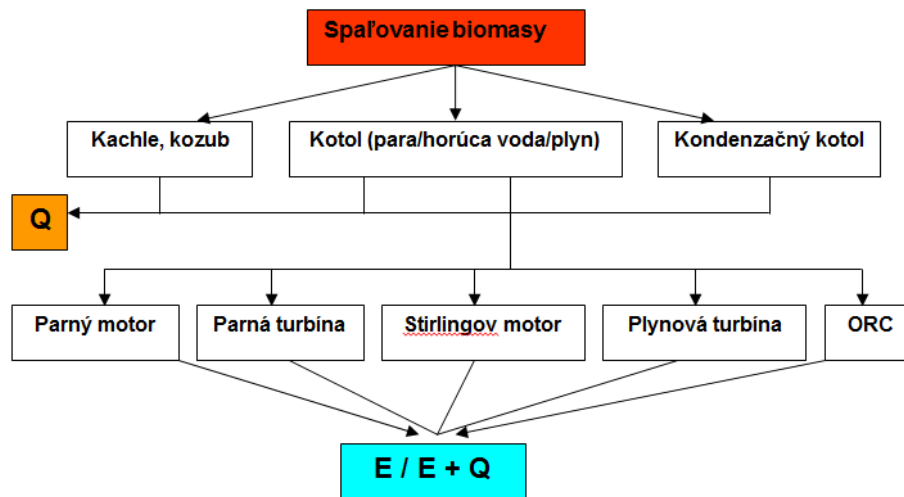 Spaľovanie biomasy
Kachle, kozub
Kotol (para/horúca voda/plyn)
Kondenzačný kotol
Q
Parný motor
Parná turbína
Stirlingov motor
Plynová turbína
ORC
E / E + Q